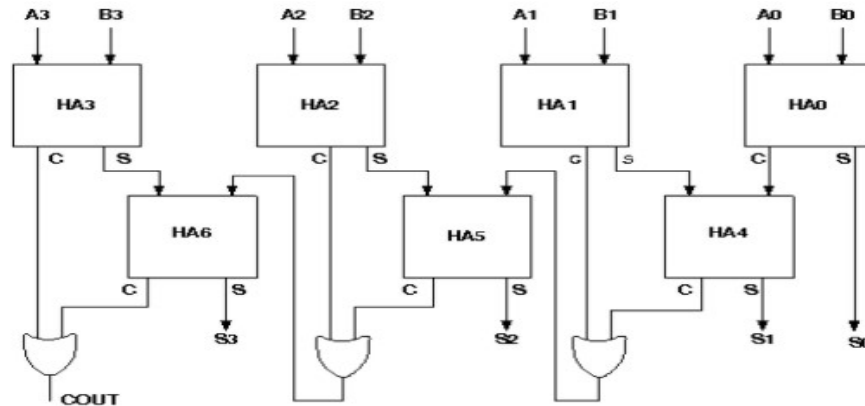 A3 B3 A2 B2 A1 B1 A0 B0
HA3 HA2 HA1 HA0
C S C S C S C S
HA6 HA5 HA4
C S C S C S
S3 S2 S1 S0
COUT